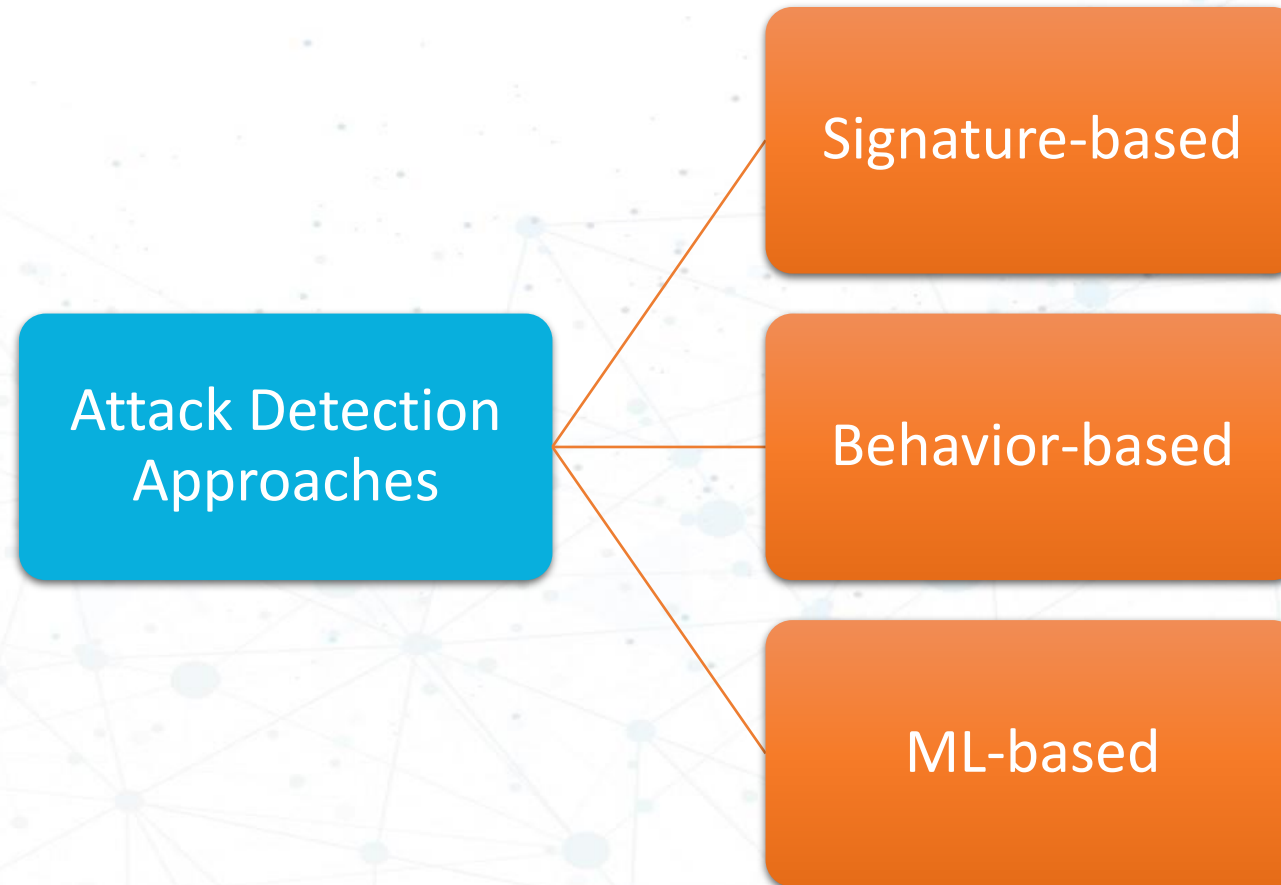 Attack Detection
Approaches
Signature-based
Behavior-based
ML-based